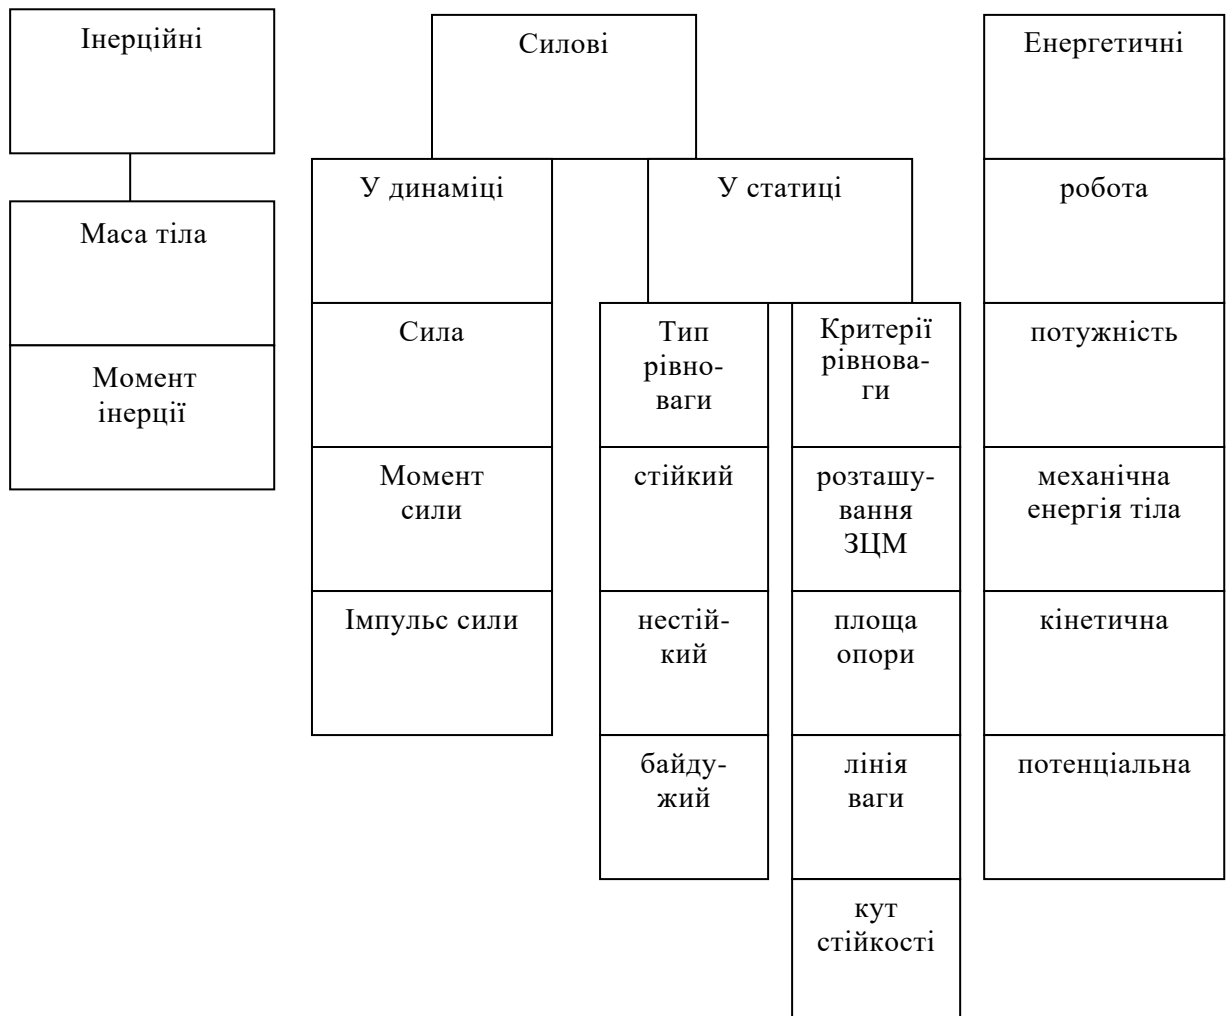 Інерційні
Маса тіла
Момент
інерції
Силові
У динаміці
Сила
Момент
сили
Імпульс сили
У статиці
Тип
рівно-
ваги
стійкий
нестій-
кий
байду-
жий
Критерії
рівнова-
ги
розташу-
вання
ЗЦМ
площа
опори
лінія
ваги
кут
стійкості
Енергетичні
робота
потужність
механічна
енергія тіла
кінетична
потенціальна